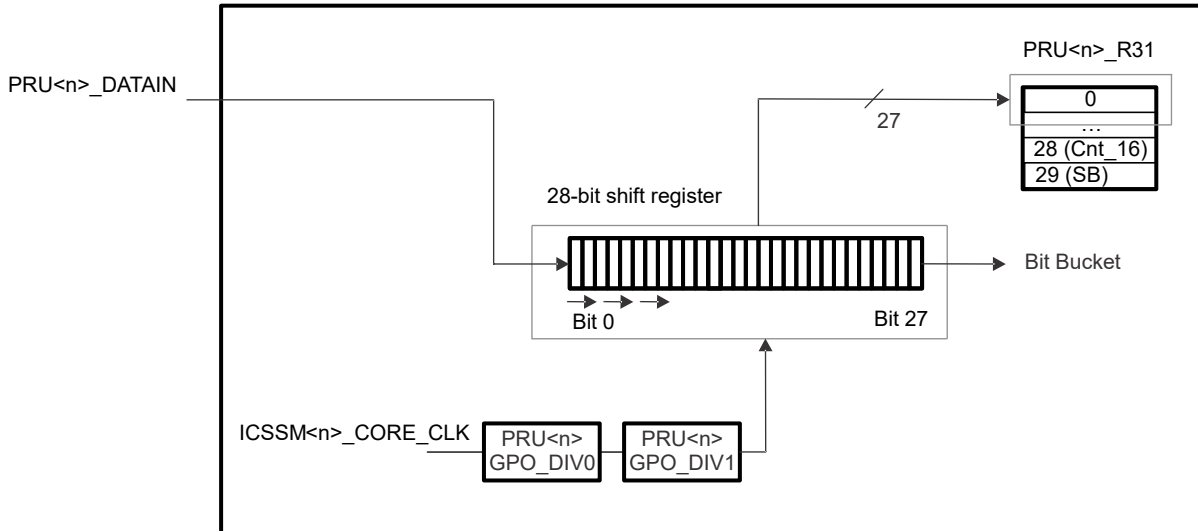 PRU<n>_R31
PRU<n>_DATAIN
0
27
...
28 (Cnt_16)
29 (SB)
28-bit shift register
Bit Bucket
Bit 0
Bit 27
ICSSM<n>_CORE_CLK
PRU<n>
GPO_DIV0
PRU<n>
GPO_DIV1